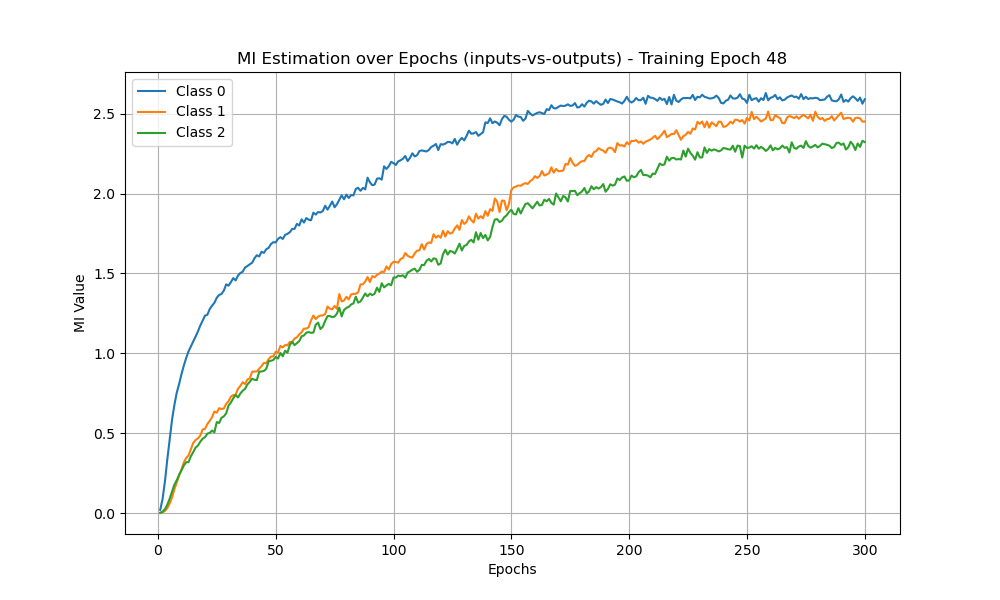 MI Estimation over Epochs (inputs-vs-outputs) - Training Epoch 48
Class 0
Class 1
Class 2
MI Value
2.5
2.0
1.5
1.0
0.5
0.0
0 50 100 150 200 250 300
Epochs